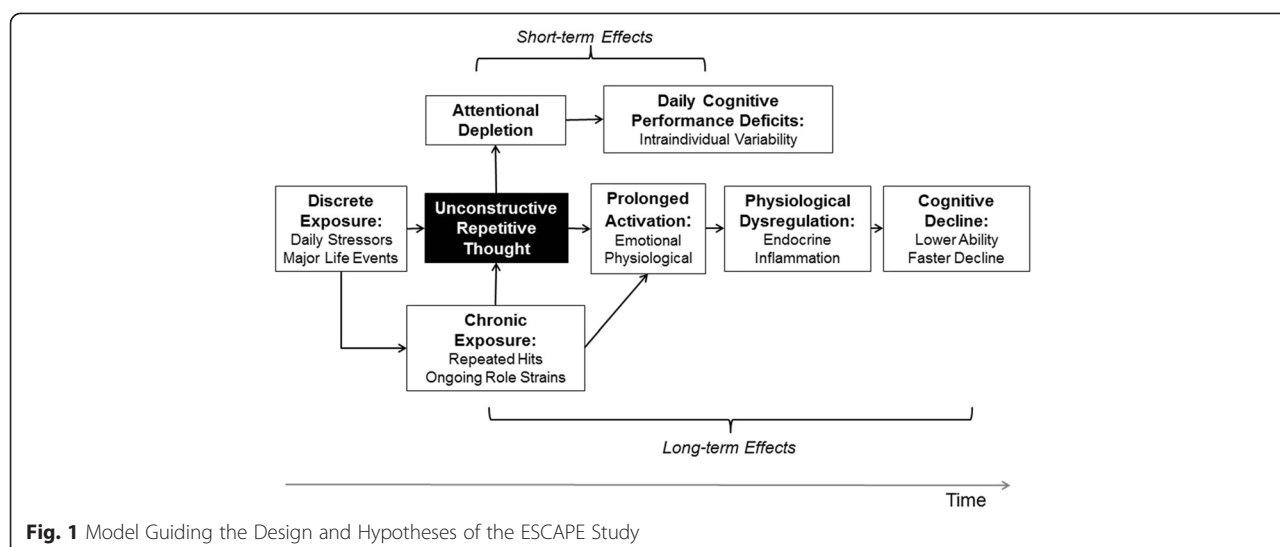 Short-term Effects
Attentional
Depletion
Daily Cognitive
Performance Deficits:
Intraindividual Variability
Discrete
Exposure:
Daily Stressors
Major Life Events
Unconstructive
Repetitive
Thought
Prolonged
Activation:
Emotional
Physiological
Physiological
Dysregulation:
Endocrine
Inflammation
Cognitive
Decline:
Lower Ability
Faster Decline
Chronic
Exposure:
Repeated Hits
Ongoing Role Strains
Long-term Effects
Time
Fig. 1 Model Guiding the Design and Hypotheses of the ESCAPE Study